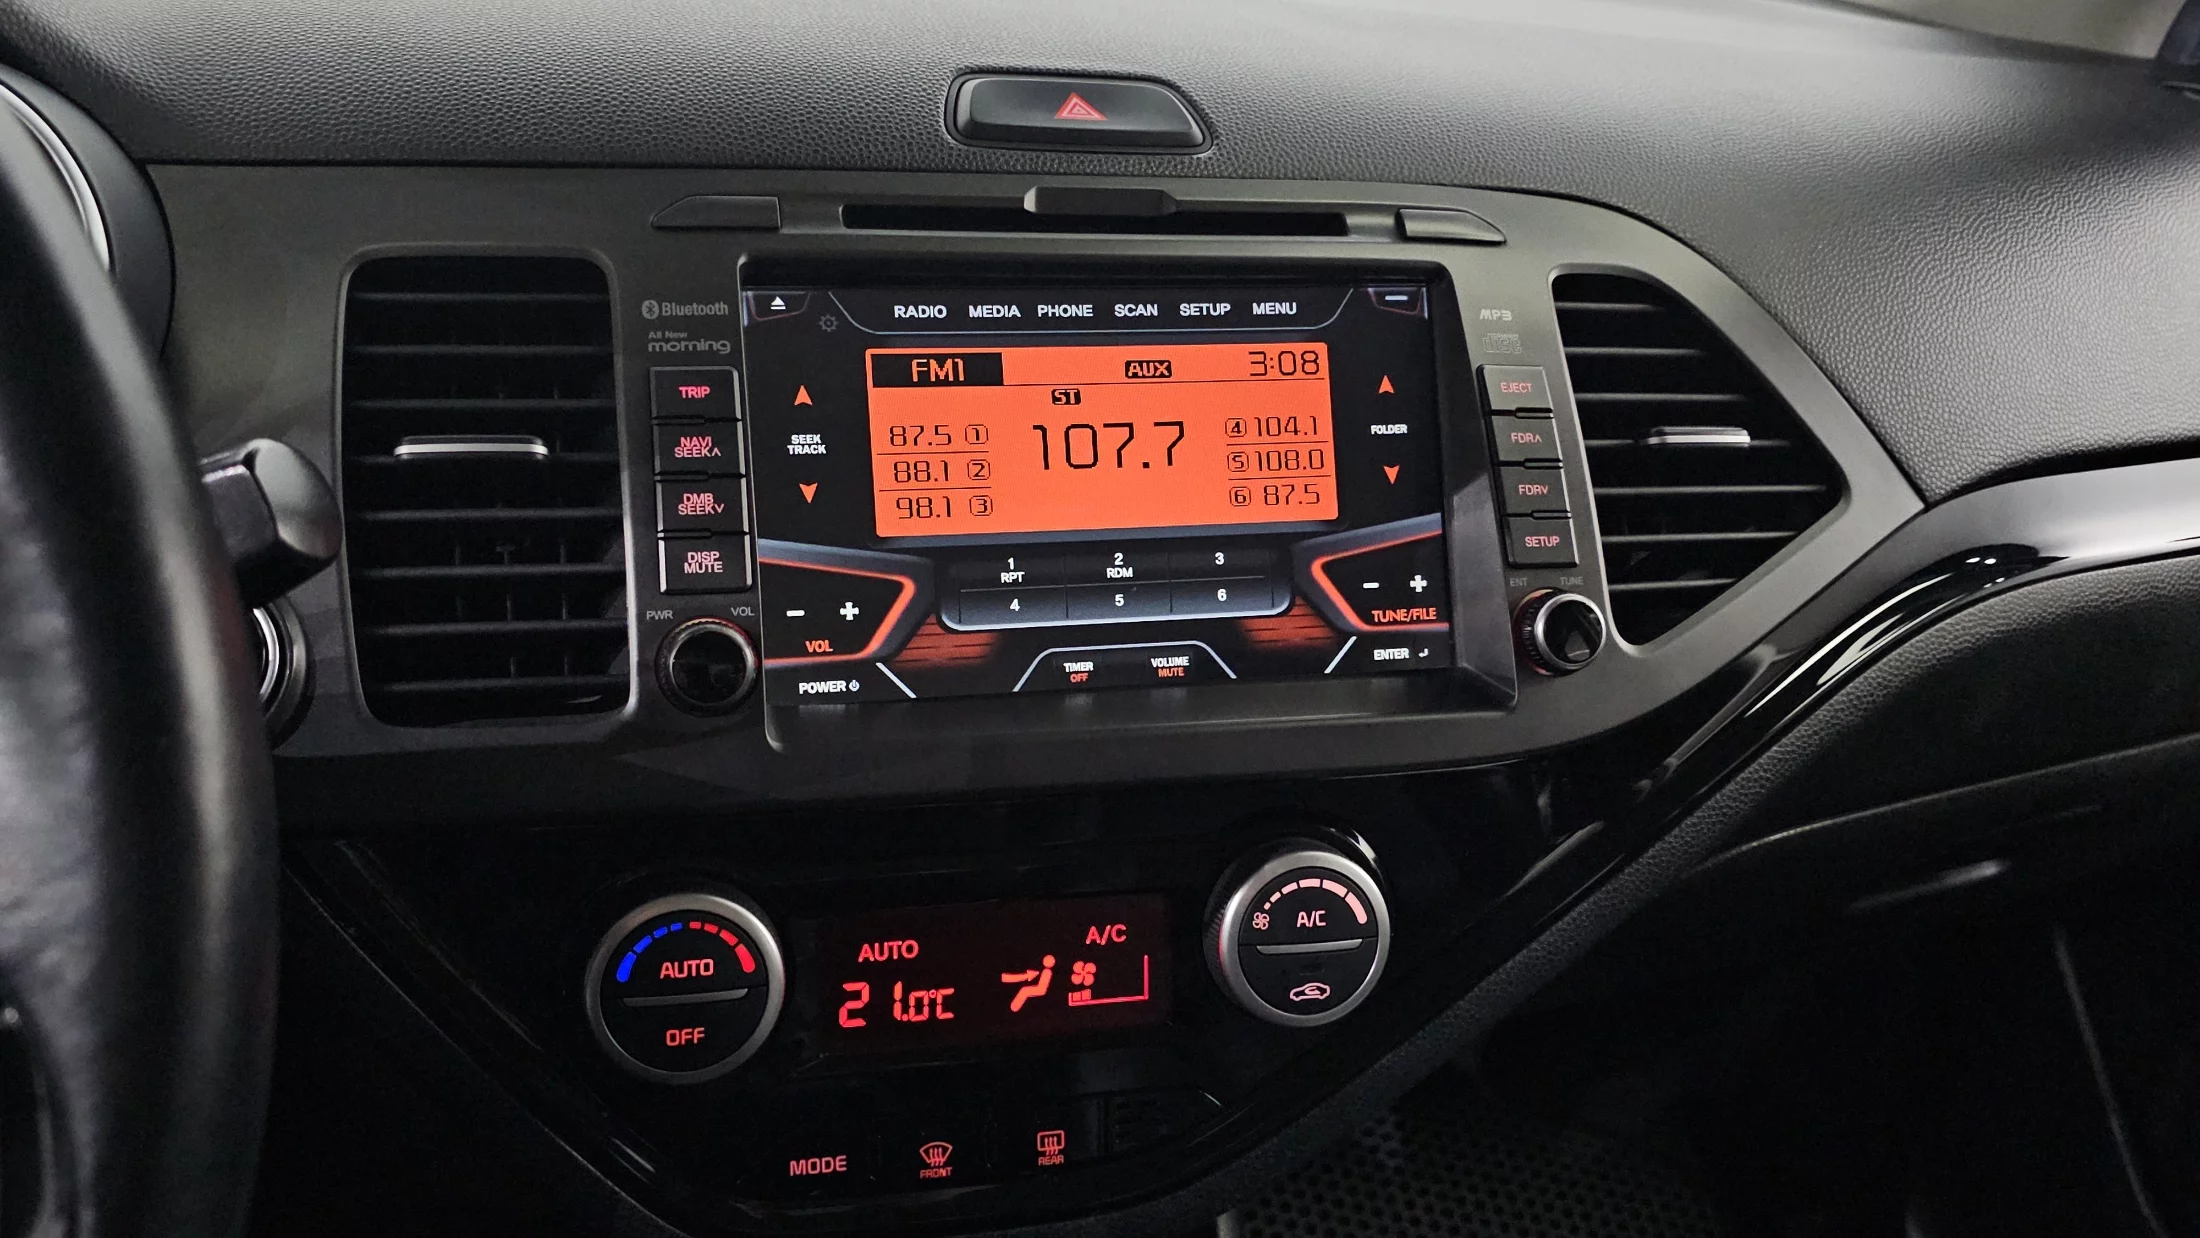 Bluetooth
All New
morning
TRIP
NAVI
SEEK∧
DMB
SEEK∨
DISP
MUTE
PWR VOL
RADIO MEDIA PHONE SCAN SETUP MENU
FM1 AUX 3:08
ST
87.5 1 107.7 4 104.1
88.1 2 5 108.0
98.1 3 6 87.5
SEEK
TRACK
FOLDER
1 2 3
RPT RDM
4 5 6
- +
VOL
- +
TUNE/FILE
POWER
TIMER
OFF
VOLUME
MUTE
ENTER
MP3
disc
EJECT
FDR∧
FDR∨
SETUP
ENT TUNE
AUTO
OFF
AUTO A/C
21.0°C
A/C
MODE
FRONT
REAR